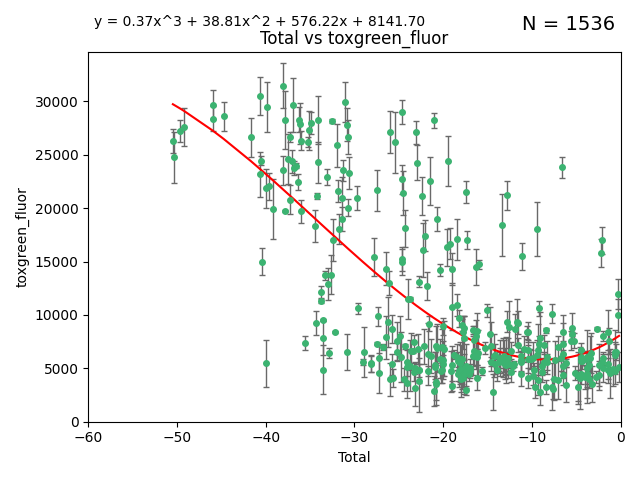 y = 0.37x^3 + 38.81x^2 + 576.22x + 8141.70
N = 1536
Total vs toxgreen_fluor
30000
25000
20000
15000
10000
5000
0
toxgreen_fluor
−60 −50 −40 −30 −20 −10 0
Total